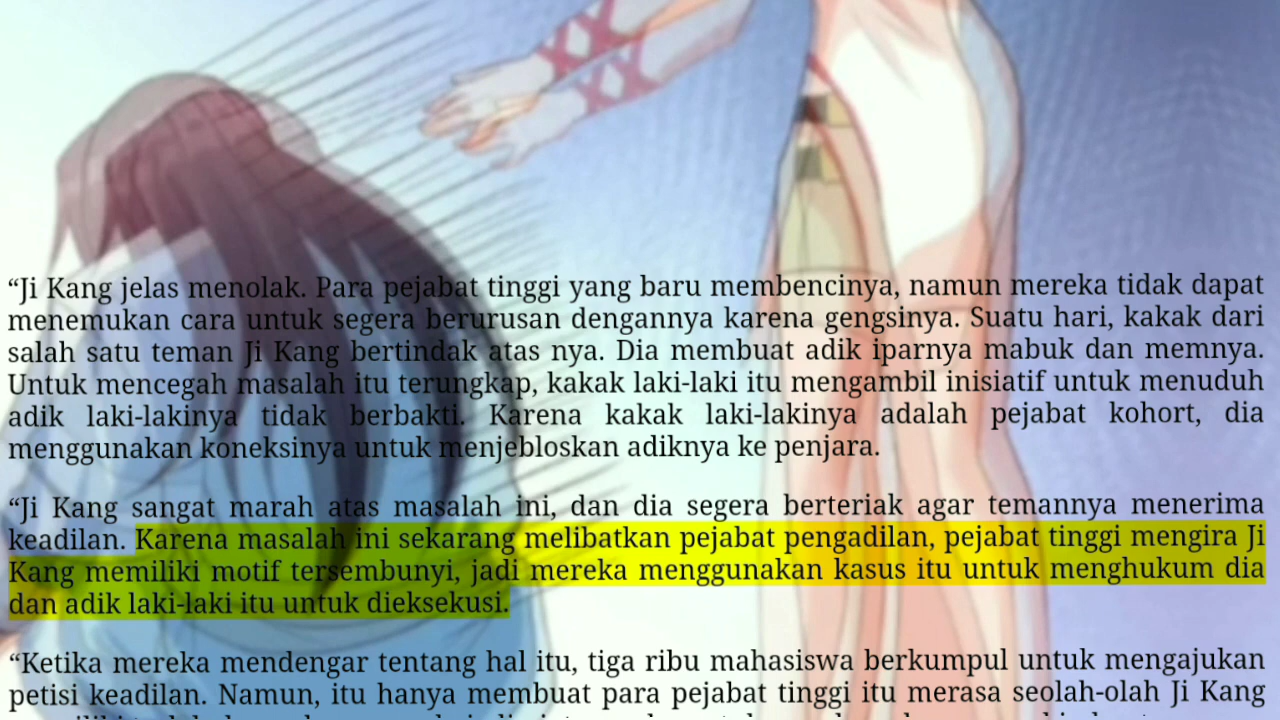 “Ji Kang jelas menolak. Para pejabat tinggi yang baru membencinya, namun mereka tidak dapat
menemukan cara untuk segera berurusan dengannya karena gengsinya. Suatu hari, kakak dari
salah satu teman Ji Kang bertindak atas nya. Dia membuat adik iparnya mabuk dan memnya.
Untuk mencegah masalah itu terungkap, kakak laki-laki itu mengambil inisiatif untuk menuduh
adik laki-lakinya tidak berbakti. Karena kakak laki-lakinya adalah pejabat kohort, dia
menggunakan koneksinya untuk menjebloskan adiknya ke penjara.
“Ji Kang sangat marah atas masalah ini, dan dia segera berteriak agar temannya menerima
keadilan. Karena masalah ini sekarang melibatkan pejabat pengadilan, pejabat tinggi mengira Ji
Kang memiliki motif tersembunyi, jadi mereka menggunakan kasus itu untuk menghukum dia
dan adik laki-laki itu untuk dieksekusi.
“Ketika mereka mendengar tentang hal itu, tiga ribu mahasiswa berkumpul untuk mengajukan
petisi keadilan. Namun, itu hanya membuat para pejabat tinggi itu merasa seolah-olah Ji Kang